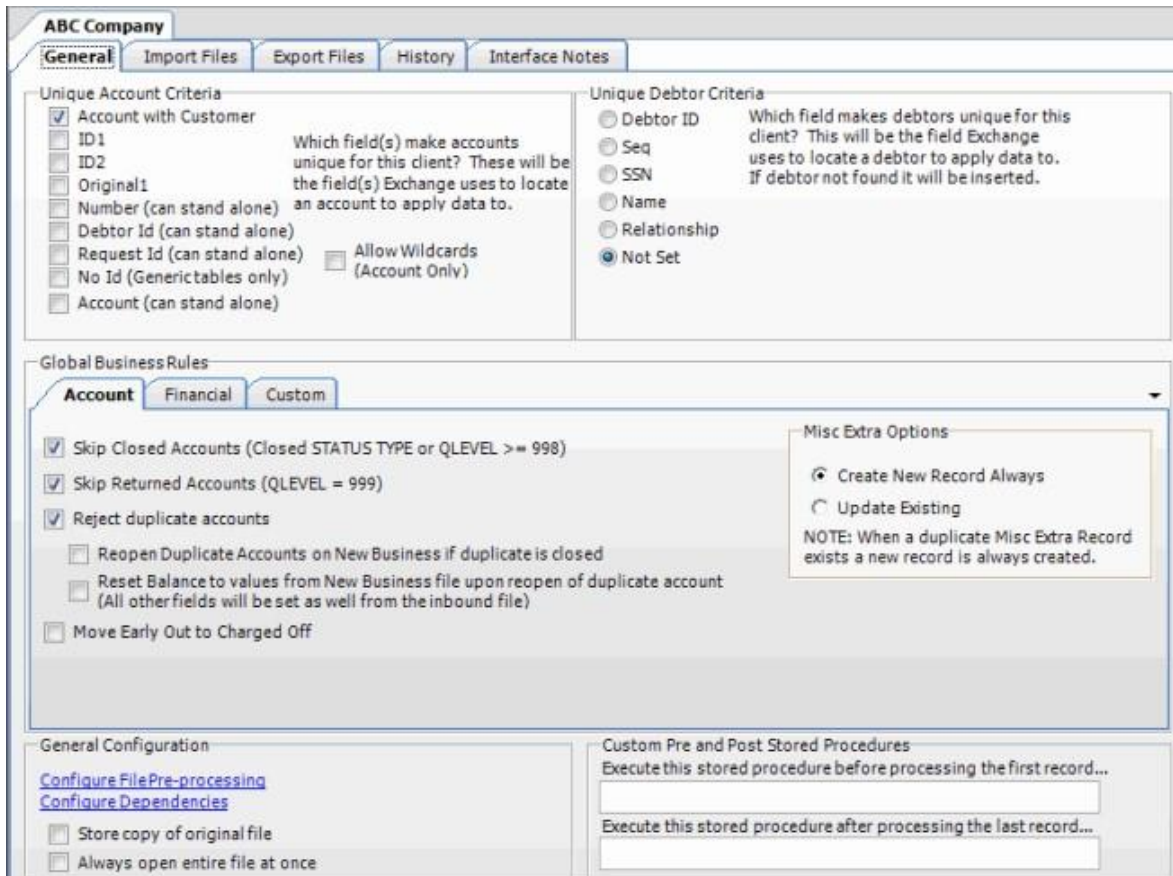 ABC Company
General Import Files Export Files History Interface Notes
Unique Account Criteria
Account with Customer
ID1
ID2
Original1
Number (can stand alone)
Debtor Id (can stand alone)
Request Id (can stand alone)
No Id (Generic tables only)
Account (can stand alone)
Which field(s) make accounts
unique for this client? These will be
the field(s) Exchange uses to locate
an account to apply data to.
Allow Wildcards
(Account Only)
Unique Debtor Criteria
Debtor ID
Seq
SSN
Name
Relationship
Not Set
Which field makes debtors unique for this
client? This will be the field Exchange
uses to locate a debtor to apply data to.
If debtor not found it will be inserted.
Global Business Rules
Account Financial Custom
Skip Closed Accounts (Closed STATUS TYPE or QLEVEL >= 998)
Skip Returned Accounts (QLEVEL = 999)
Reject duplicate accounts
Reopen Duplicate Accounts on New Business if duplicate is closed
Reset Balance to values from New Business file upon reopen of duplicate account
(All other fields will be set as well from the inbound file)
Move Early Out to Charged Off
Misc Extra Options
Create New Record Always
Update Existing
NOTE: When a duplicate Misc Extra Record
exists a new record is always created.
General Configuration
Configure File Pre-processing
Configure Dependencies
Store copy of original file
Always open entire file at once
Custom Pre and Post Stored Procedures
Execute this stored procedure before processing the first record...
Execute this stored procedure after processing the last record...